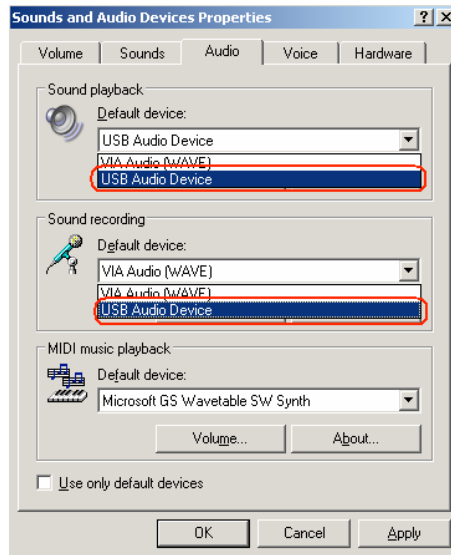 Sounds and Audio Devices Properties
Volume Sounds Audio Voice Hardware
Sound playback
Default device:
USB Audio Device
VIA Audio (WAVE)
USB Audio Device
Sound recording
Default device:
VIA Audio (WAVE)
VIA Audio (WAVE)
USB Audio Device
MIDI music playback
Default device:
Microsoft GS Wavetable SW Synth
Volume... About...
Use only default devices
OK Cancel Apply